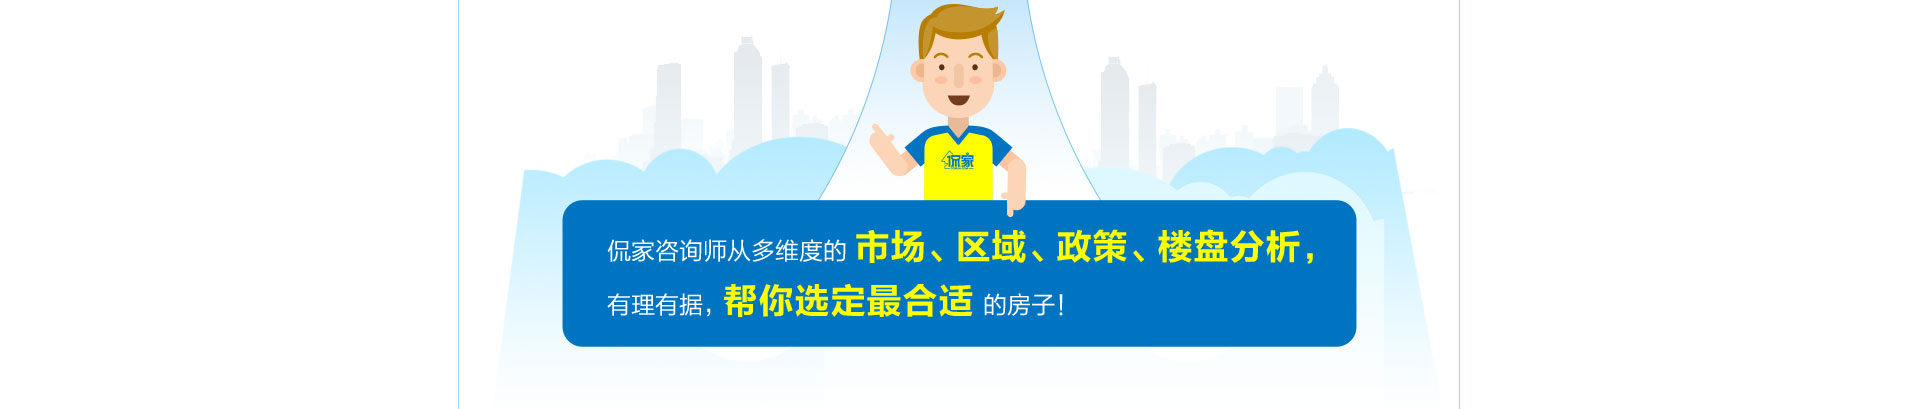 侃家
侃家咨询师从多维度的 市场、区域、政策、楼盘分析，
有理有据，帮你选定最合适 的房子！